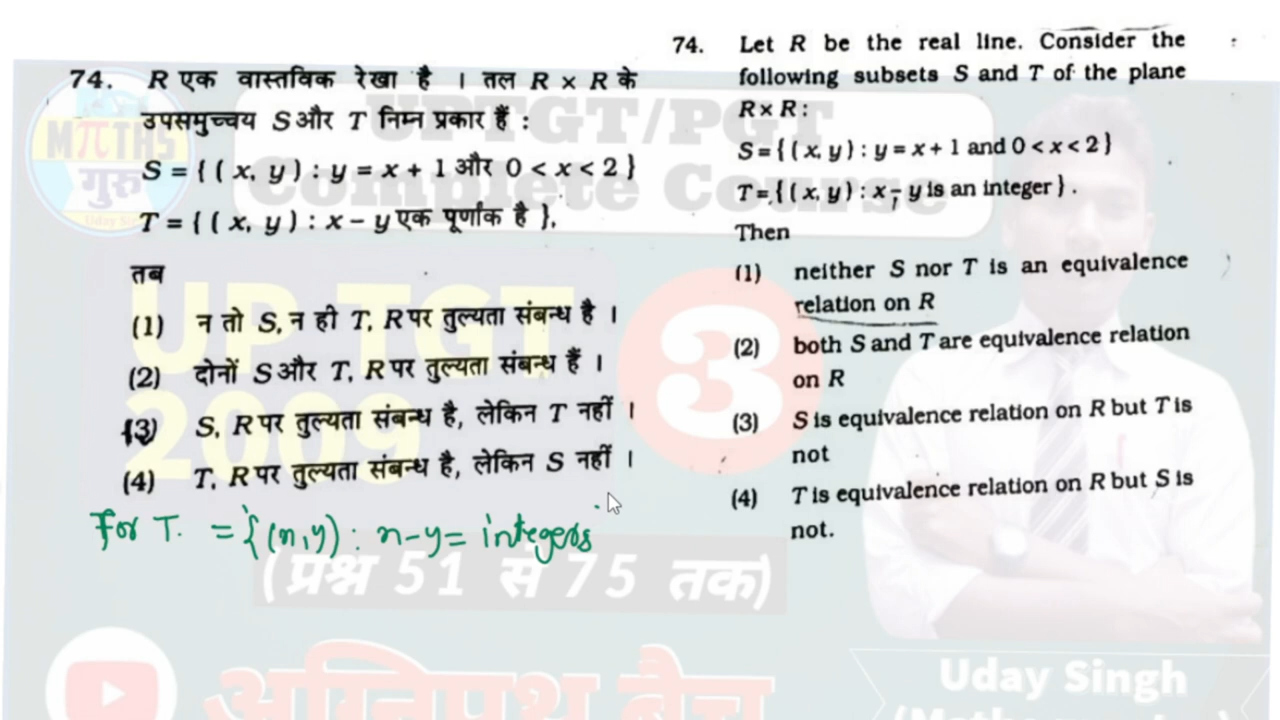 74. R एक वास्तविक रेखा है । तल R × R के
उपसमुच्चय S और T निम्न प्रकार हैं :
S = { ( x, y ) : y = x + 1 और 0 < x < 2 }
T = { ( x, y ) : x – y एक पूर्णांक है },
तब
(1) न तो S, न ही T, R पर तुल्यता संबन्ध है ।
(2) दोनों S और T, R पर तुल्यता संबन्ध हैं ।
(3) S, R पर तुल्यता संबन्ध है, लेकिन T नहीं ।
(4) T, R पर तुल्यता संबन्ध है, लेकिन S नहीं ।
For T. = {(n,y) : n-y= integers
74. Let R be the real line. Consider the
following subsets S and T of the plane
R × R :
S = { ( x, y ) : y = x + 1 and 0 < x < 2 }
T = { ( x, y ) : x – y is an integer } .
Then
(1) neither S nor T is an equivalence
relation on R
(2) both S and T are equivalence relation
on R
(3) S is equivalence relation on R but T is
not
(4) T is equivalence relation on R but S is
not.
MπTHS
गुरु
Uday
UPTGT/PGT
Complete Course
UP TGT
2009
3
(प्रश्न 51 से 75 तक)
अग्निपथ बैच
Uday Singh